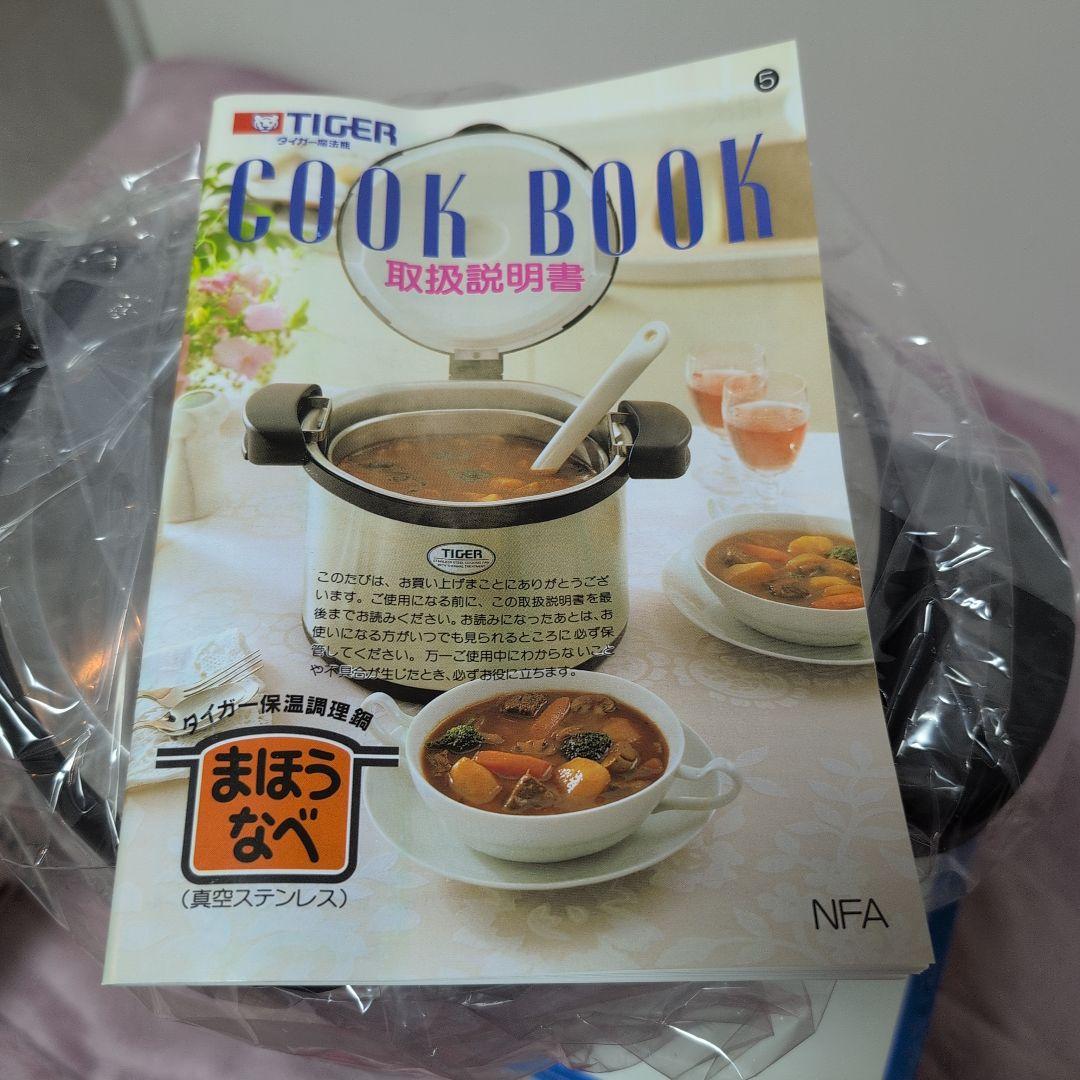 ❺
TIGER
タイガー魔法瓶
COOK BOOK
取扱説明書
TIGER
このたびは、お買い上げまことにありがとうござ
います。ご使用になる前に、この取扱説明書を最
後までお読みください。お読みになったあとは、お
使いになる方がいつでも見られるところに必ず保
管してください。万一ご使用中にわからないこと
や不具合が生じたとき、必ずお役に立ちます。
タイガー保温調理鍋
まほう
なべ
(真空ステンレス)
NFA